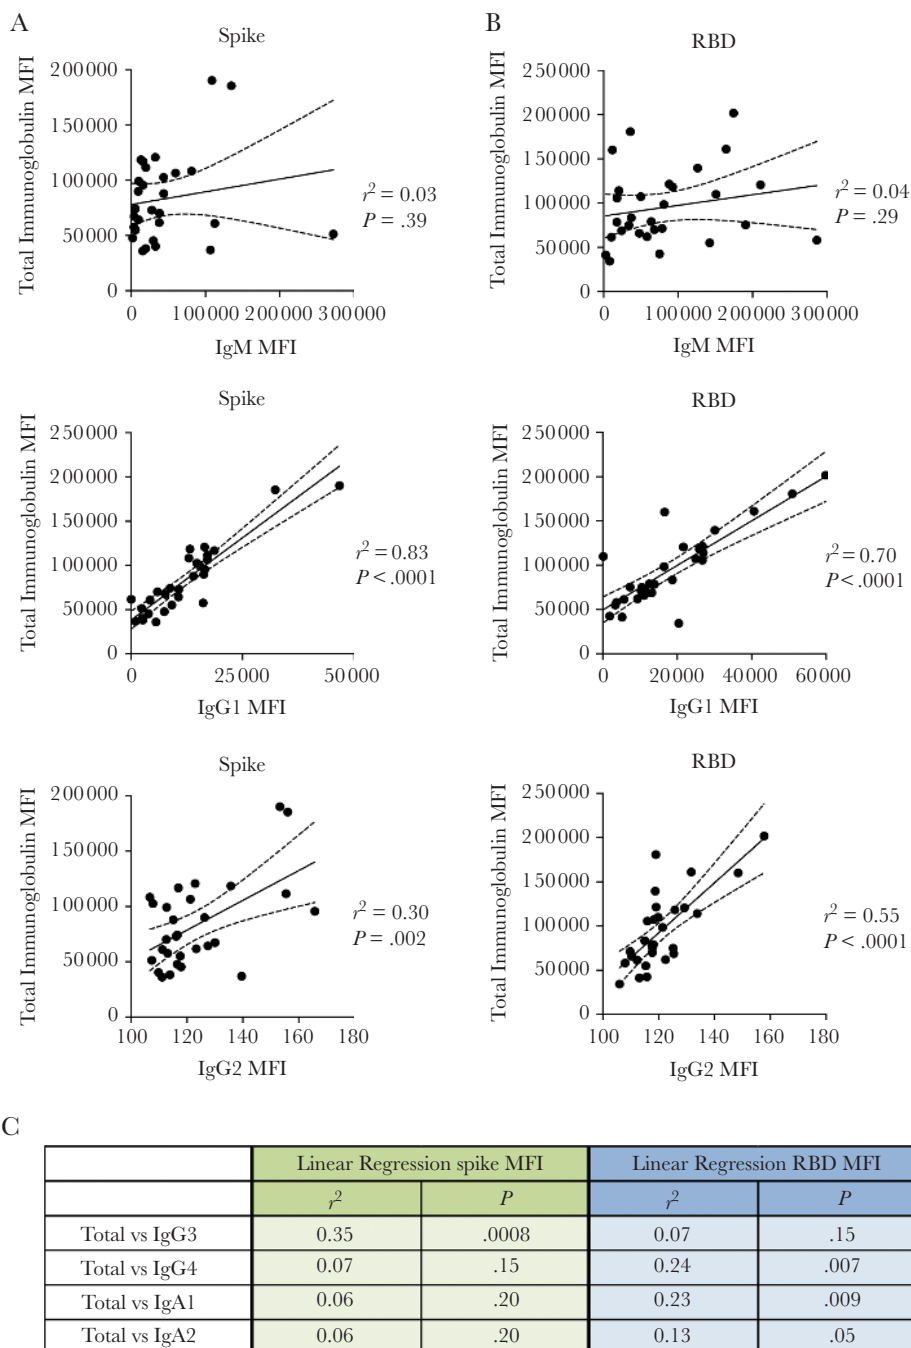 A
Spike
Total Immunoglobulin MFI
200000
150000
100000
50000
0
0 100000 200000 300000
IgM MFI
r² = 0.03
P = .39
B
RBD
Total Immunoglobulin MFI
250000
200000
150000
100000
50000
0
0 100000 200000 300000
IgM MFI
r² = 0.04
P = .29
Spike
Total Immunoglobulin MFI
250000
200000
150000
100000
50000
0
0 25000 50000
IgG1 MFI
r² = 0.83
P < .0001
RBD
Total Immunoglobulin MFI
250000
200000
150000
100000
50000
0
0 20000 40000 60000
IgG1 MFI
r² = 0.70
P < .0001
Spike
Total Immunoglobulin MFI
200000
150000
100000
50000
0
100 120 140 160 180
IgG2 MFI
r² = 0.30
P = .002
RBD
Total Immunoglobulin MFI
250000
200000
150000
100000
50000
0
100 120 140 160 180
IgG2 MFI
r² = 0.55
P < .0001
C
Linear Regression spike MFI Linear Regression RBD MFI
r² P r² P
Total vs IgG3 0.35 .0008 0.07 .15
Total vs IgG4 0.07 .15 0.24 .007
Total vs IgA1 0.06 .20 0.23 .009
Total vs IgA2 0.06 .20 0.13 .05